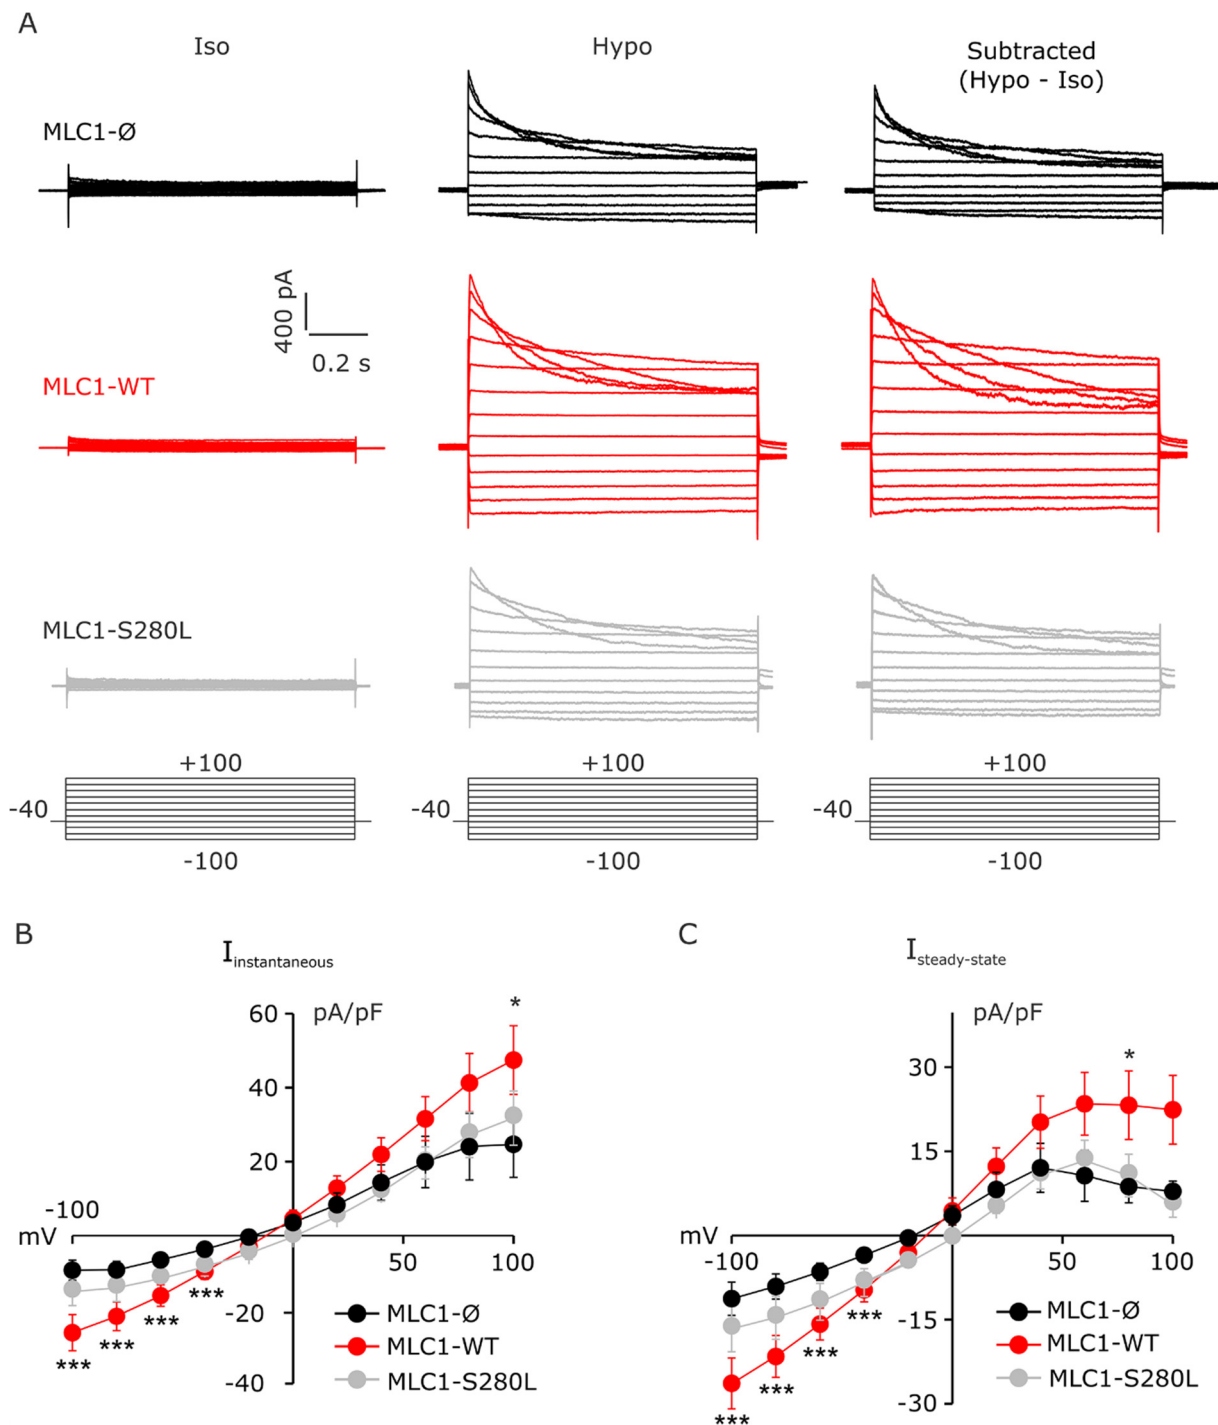 A
Iso
Hypo
Subtracted
(Hypo - Iso)
MLC1-Ø
400 pA
0.2 s
MLC1-WT
MLC1-S280L
+100
+100
+100
-40
-40
-40
-100
-100
-100
B
I instantaneous
pA/pF
60
*
40
20
-100
mV
50
100
***
***
***
***
-20
-40
MLC1-Ø
MLC1-WT
MLC1-S280L
C
I steady-state
pA/pF
30
*
15
mV
-100
50
100
***
***
***
***
-15
-30
MLC1-Ø
MLC1-WT
MLC1-S280L